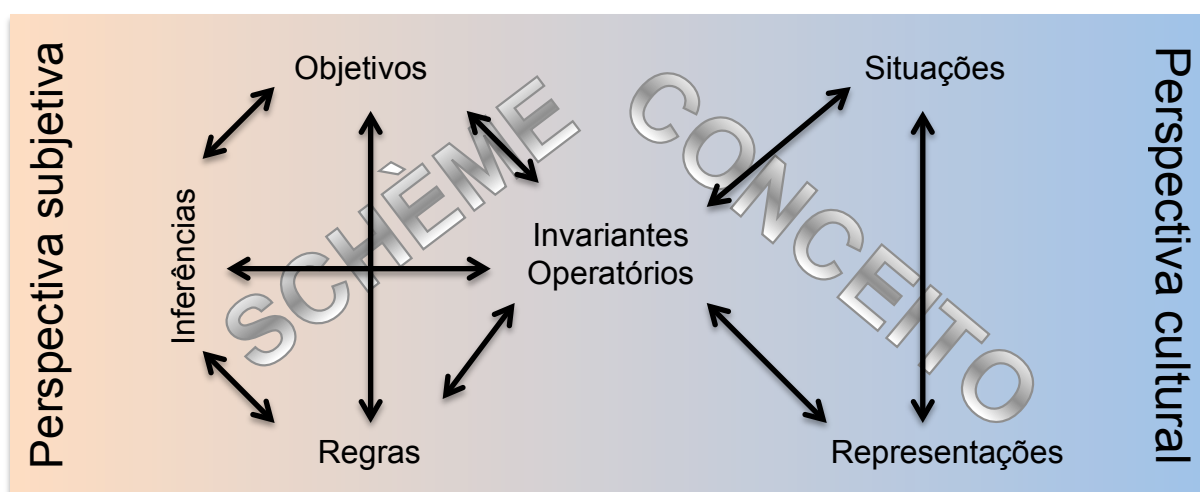 Perspectiva subjetiva
Objetivos
Inferências
Regras
SCHÈME
Invariantes
Operatórios
CONCEITO
Situações
Representações
Perspectiva cultural